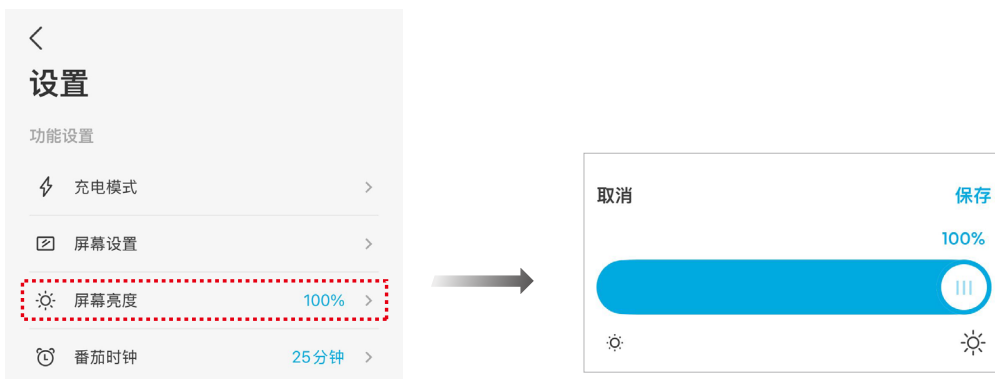 设置
功能设置
充电模式
屏幕设置
屏幕亮度 100%
番茄时钟 25分钟
取消 保存
100%